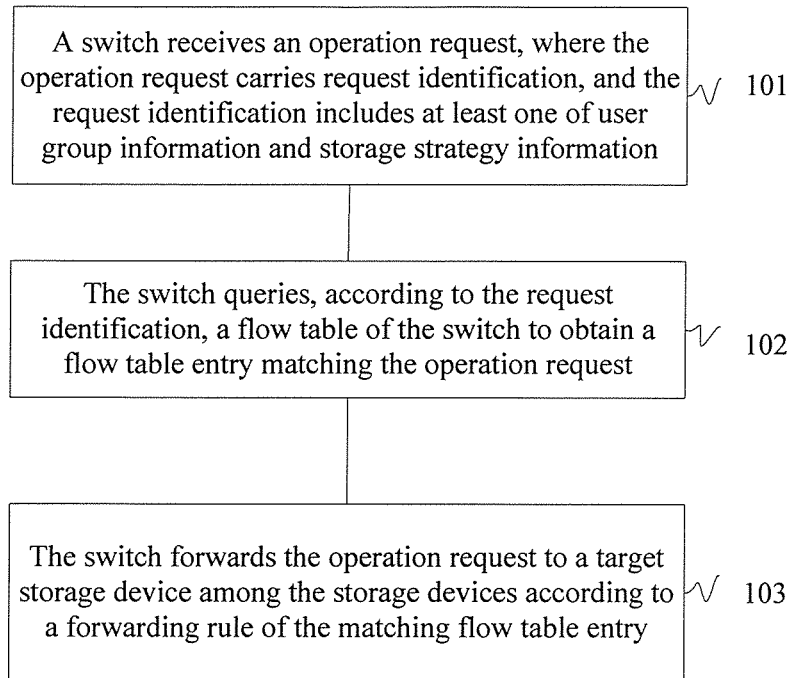 A switch receives an operation request, where the
operation request carries request identification, and the
request identification includes at least one of user
group information and storage strategy information
101
The switch queries, according to the request
identification, a flow table of the switch to obtain a
flow table entry matching the operation request
102
The switch forwards the operation request to a target
storage device among the storage devices according to
a forwarding rule of the matching flow table entry
103